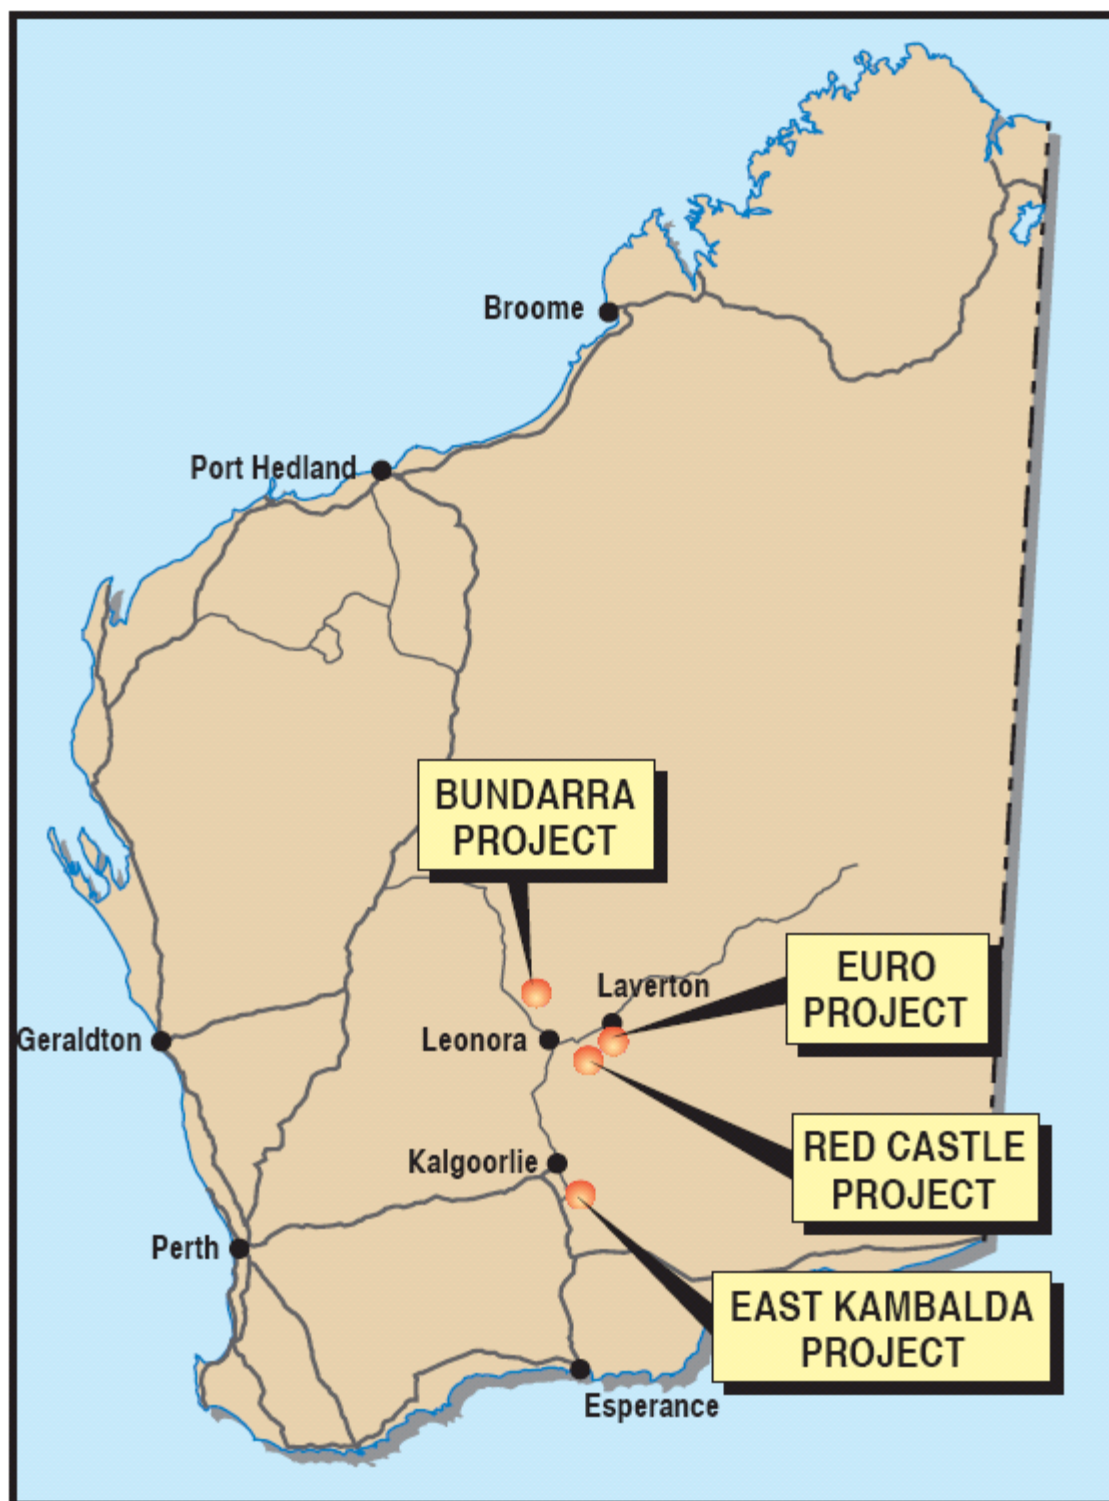 Broome
Port Hedland
BUNDARRA
PROJECT
EURO
PROJECT
Laverton
Geraldton
Leonora
RED CASTLE
PROJECT
Kalgoorlie
Perth
EAST KAMBALDA
PROJECT
Esperance